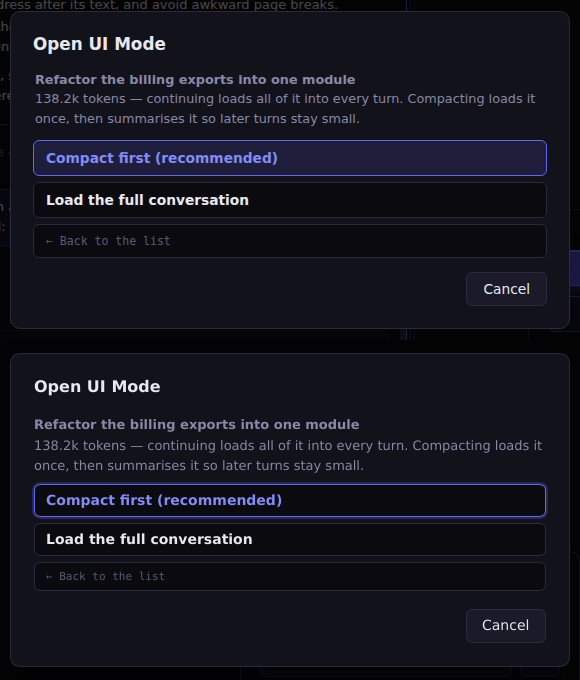 dress after its text, and avoid awkward page breaks.
Open UI Mode
Refactor the billing exports into one module
138.2k tokens — continuing loads all of it into every turn. Compacting loads it
once, then summarises it so later turns stay small.
Compact first (recommended)
Load the full conversation
← Back to the list
Cancel
Open UI Mode
Refactor the billing exports into one module
138.2k tokens — continuing loads all of it into every turn. Compacting loads it
once, then summarises it so later turns stay small.
Compact first (recommended)
Load the full conversation
← Back to the list
Cancel